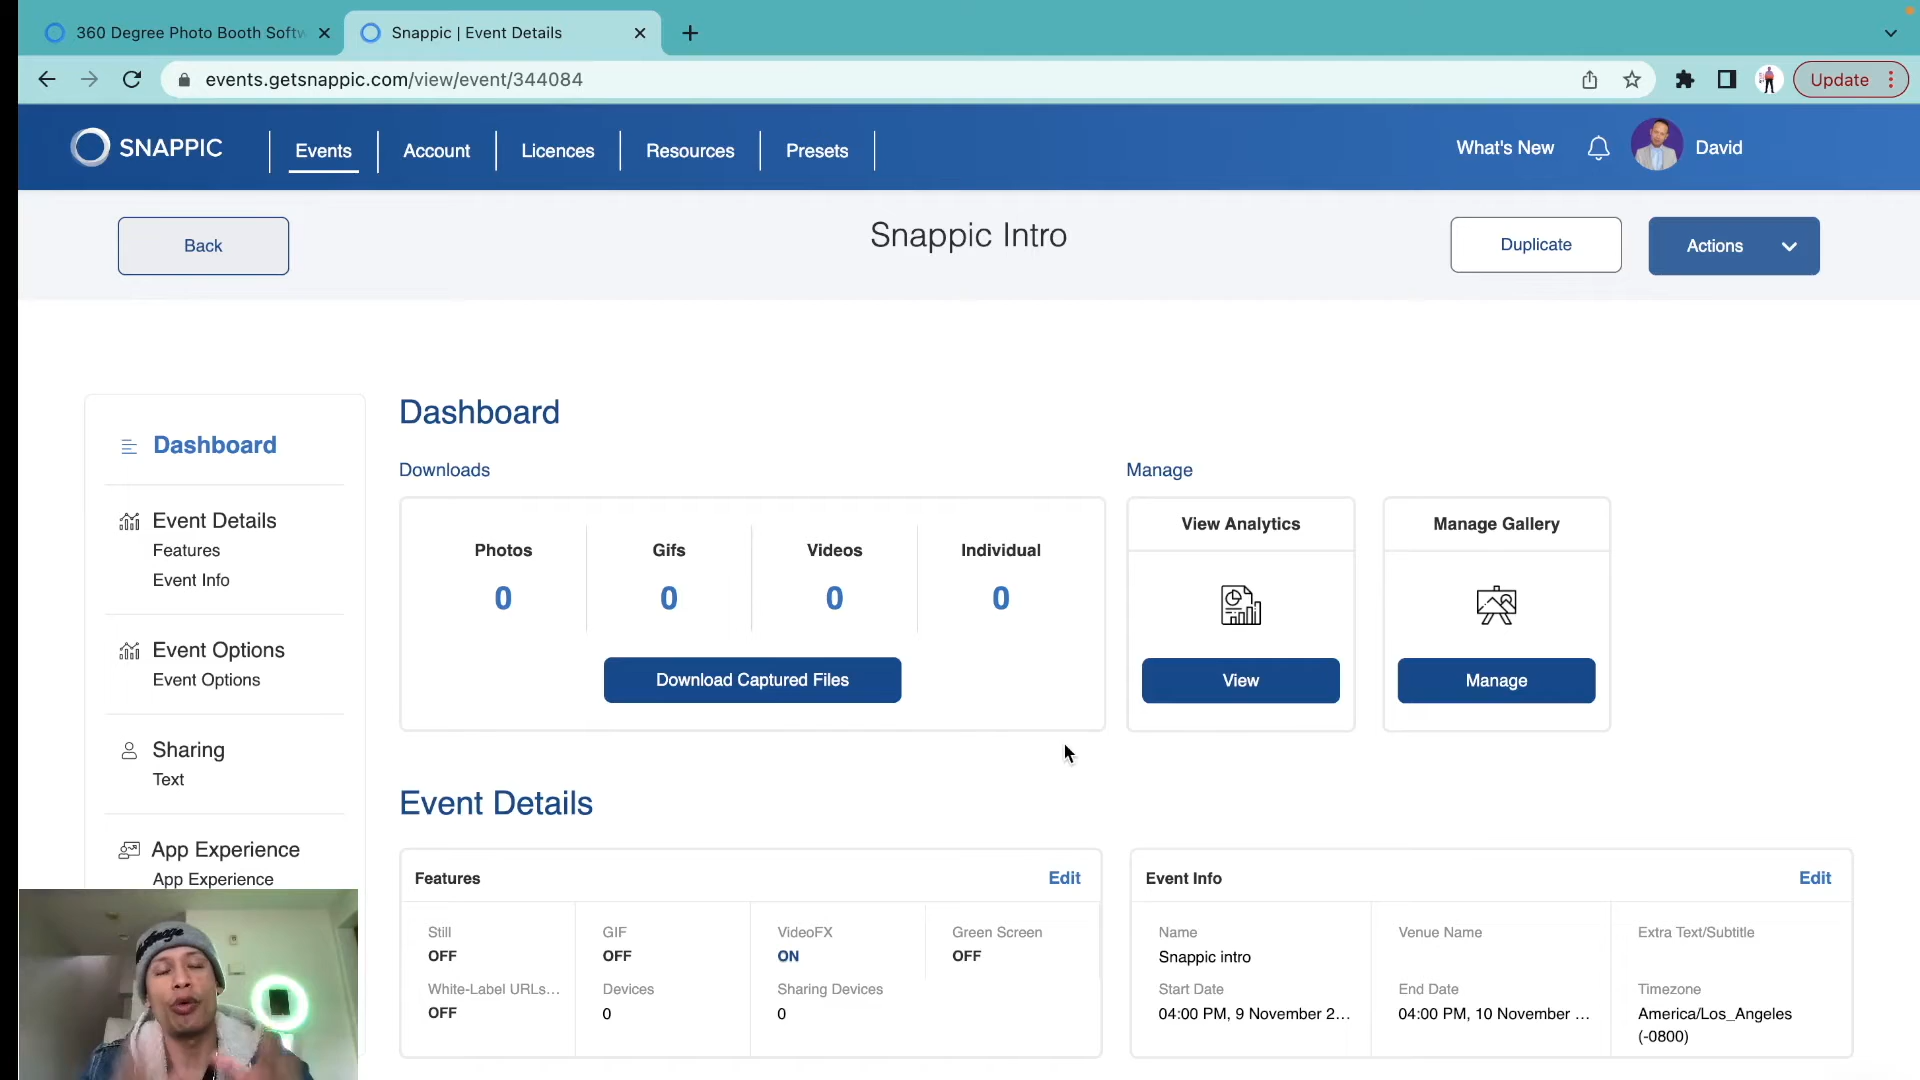 360 Degree Photo Booth Softw
Snappic | Event Details
events.getsnappic.com/view/event/344084
Update
SNAPPIC
Events
Account
Licences
Resources
Presets
What's New
David
Back
Snappic Intro
Duplicate
Actions
Dashboard
Event Details
Features
Event Info
Event Options
Event Options
Sharing
Text
App Experience
App Experience
Dashboard
Downloads
Manage
Photos
Gifs
Videos
Individual
0
0
0
0
Download Captured Files
View Analytics
View
Manage Gallery
Manage
Event Details
Features
Edit
Still
GIF
VideoFX
Green Screen
OFF
OFF
ON
OFF
White-Label URLs...
Devices
Sharing Devices
OFF
0
0
Event Info
Edit
Name
Venue Name
Extra Text/Subtitle
Snappic intro
Start Date
End Date
Timezone
04:00 PM, 9 November 2...
04:00 PM, 10 November ...
America/Los_Angeles
(-0800)